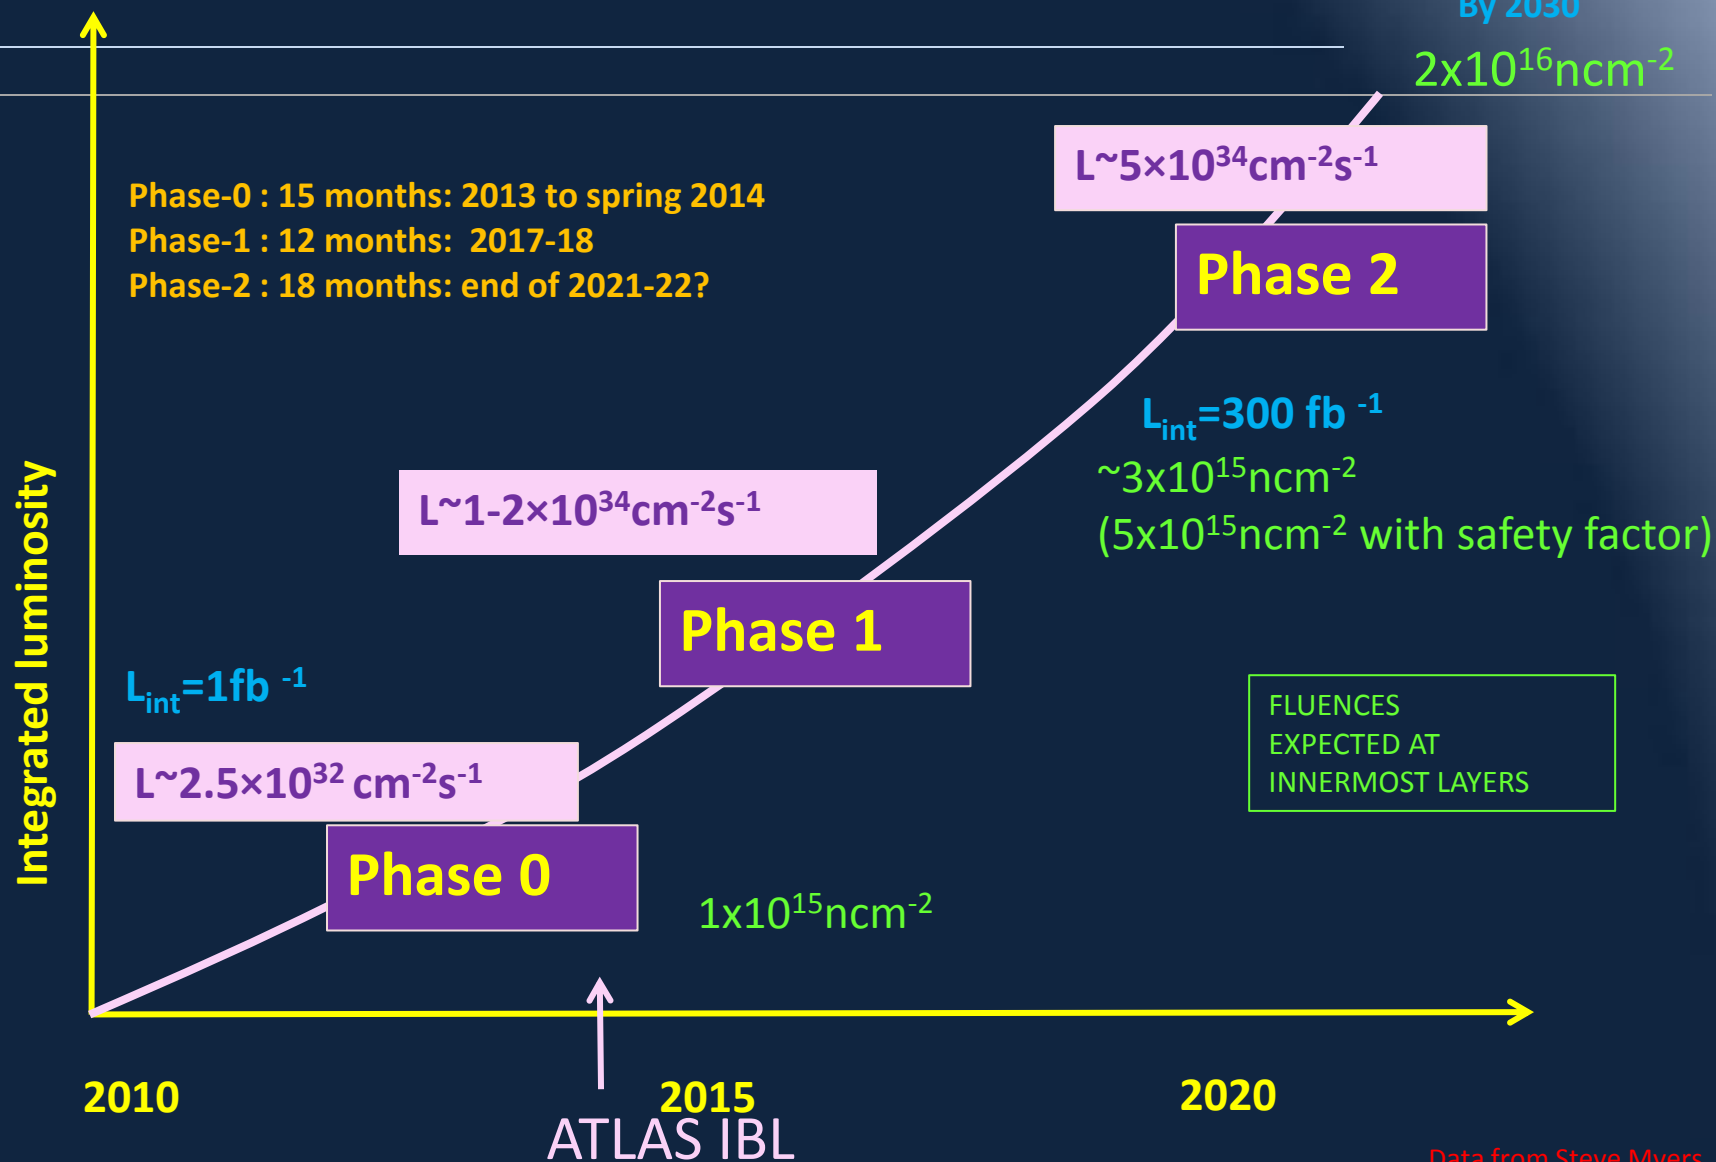 By 2030
2x10¹⁶ncm⁻²
L~5×10³⁴cm⁻²s⁻¹
Phase-0 : 15 months: 2013 to spring 2014
Phase-1 : 12 months: 2017-18
Phase-2 : 18 months: end of 2021-22?
Phase 2
Lint=300 fb ⁻¹
~3x10¹⁵ncm⁻²
(5x10¹⁵ncm⁻² with safety factor)
L~1-2×10³⁴cm⁻²s⁻¹
Phase 1
Integrated luminosity
Lint=1fb ⁻¹
L~2.5×10³² cm⁻²s⁻¹
Phase 0
1x10¹⁵ncm⁻²
FLUENCES
EXPECTED AT
INNERMOST LAYERS
2010
2015
2020
ATLAS IBL
Data from Steve Myers